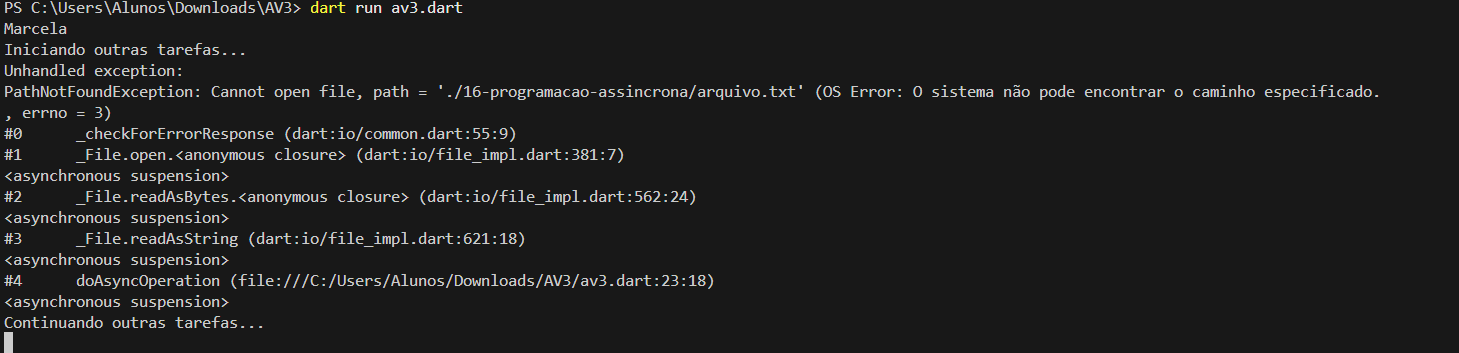 PS C:\Users\Alunos\Downloads\AV3> dart run av3.dart
Marcela
Iniciando outras tarefas...
Unhandled exception:
PathNotFoundException: Cannot open file, path = './16-programacao-assincrona/arquivo.txt' (OS Error: O sistema não pode encontrar o caminho especificado.
, errno = 3)
#0      _checkForErrorResponse (dart:io/common.dart:55:9)
#1      _File.open.<anonymous closure> (dart:io/file_impl.dart:381:7)
<asynchronous suspension>
#2      _File.readAsBytes.<anonymous closure> (dart:io/file_impl.dart:562:24)
<asynchronous suspension>
#3      _File.readAsString (dart:io/file_impl.dart:621:18)
<asynchronous suspension>
#4      doAsyncOperation (file:///C:/Users/Alunos/Downloads/AV3/av3.dart:23:18)
<asynchronous suspension>
Continuando outras tarefas...